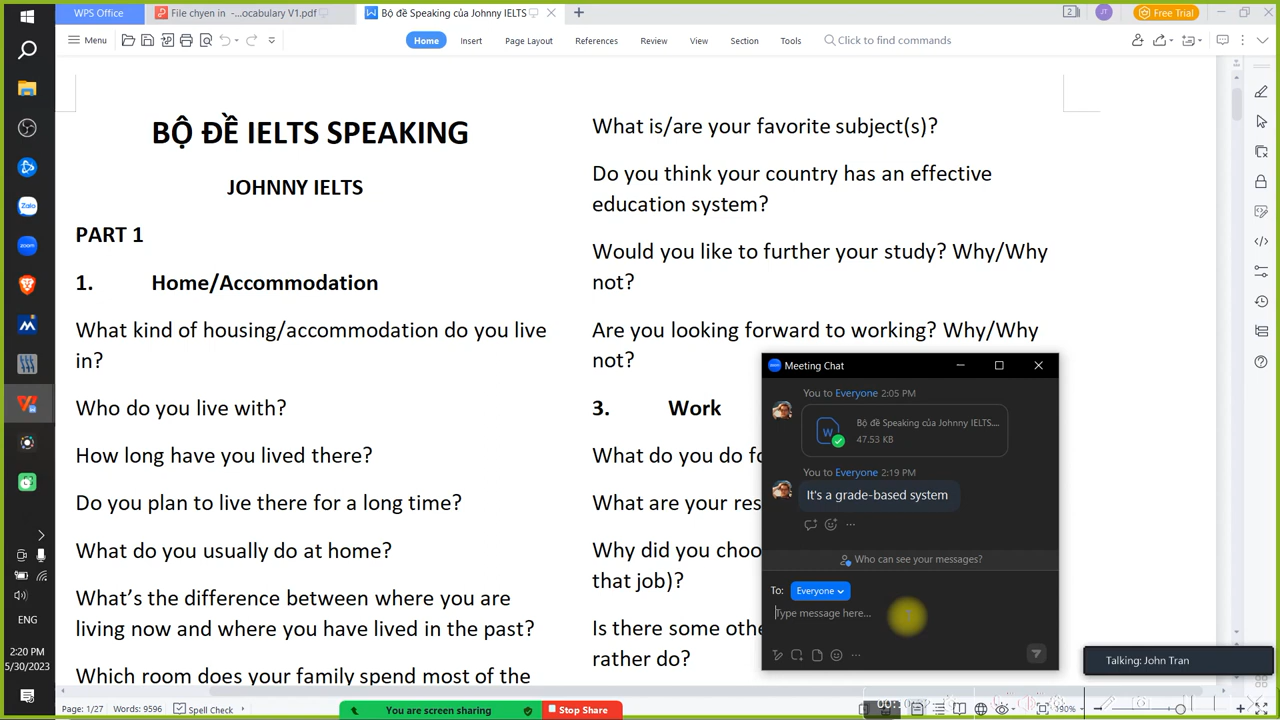 WPS Office
File chyen in -...ocabulary V1.pdf
Bộ đề Speaking của Johnny IELTS
2
JT
Free Trial
Menu
Home
Insert
Page Layout
References
Review
View
Section
Tools
Click to find commands
BỘ ĐỀ IELTS SPEAKING
JOHNNY IELTS
PART 1
1. Home/Accommodation
What kind of housing/accommodation do you live
in?
Who do you live with?
How long have you lived there?
Do you plan to live there for a long time?
What do you usually do at home?
What's the difference between where you are
living now and where you have lived in the past?
Which room does your family spend most of the
What is/are your favorite subject(s)?
Do you think your country has an effective
education system?
Would you like to further your study? Why/Why
not?
Are you looking forward to working? Why/Why
not?
3. Work
What do you do fo
What are your res
Why did you choo
that job)?
Is there some othe
rather do?
Meeting Chat
You to Everyone 2:05 PM
Bộ đề Speaking của Johnny IELTS....
47.53 KB
You to Everyone 2:19 PM
It's a grade-based system
Who can see your messages?
To: Everyone
Type message here...
Talking: John Tran
ENG
2:20 PM
5/30/2023
Page: 1/27
Words: 9596
Spell Check
You are screen sharing
Stop Share
190%